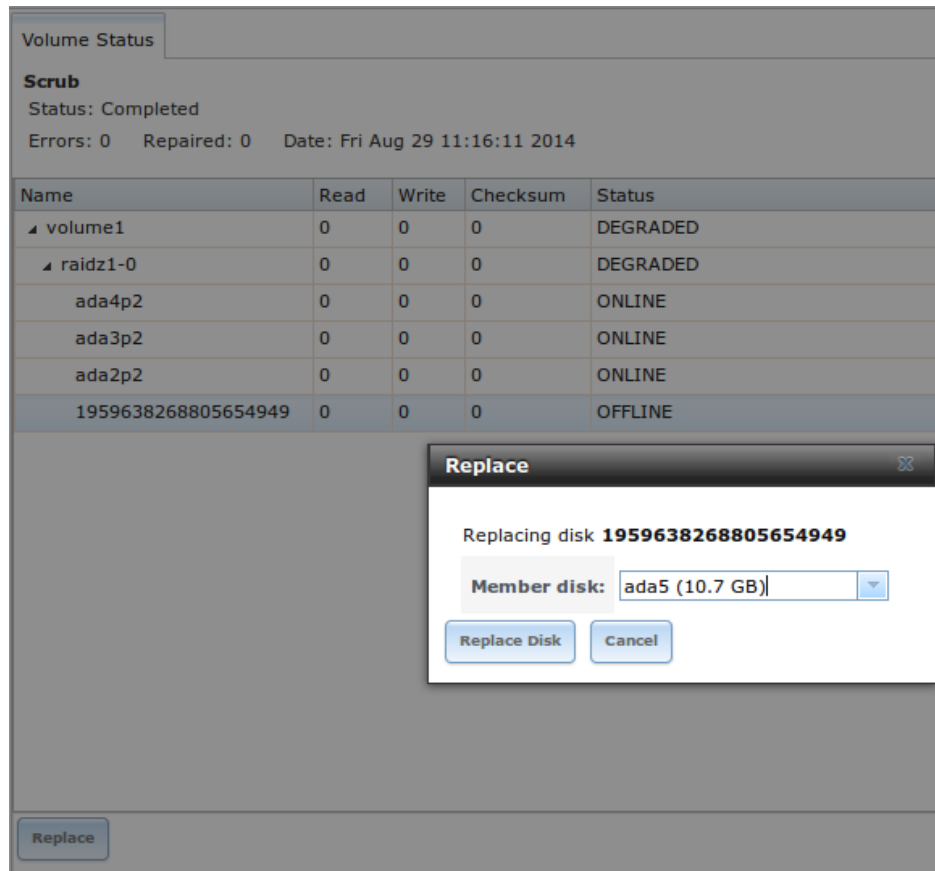 Volume Status
Scrub
Status: Completed
Errors: 0 Repaired: 0 Date: Fri Aug 29 11:16:11 2014
Name Read Write Checksum Status
volume1 0 0 0 DEGRADED
raidz1-0 0 0 0 DEGRADED
ada4p2 0 0 0 ONLINE
ada3p2 0 0 0 ONLINE
ada2p2 0 0 0 ONLINE
1959638268805654949 0 0 0 OFFLINE
Replace
Replacing disk 1959638268805654949
Member disk: ada5 (10.7 GB)
Replace Disk Cancel
Replace